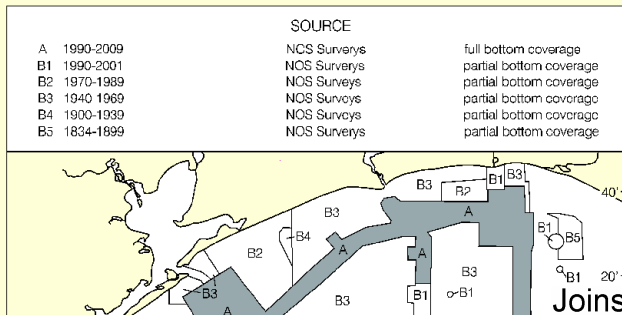 SOURCE
A 1990-2009 NOS Surverys full bottom coverage
B1 1990-2001 NOS Surverys partial bottom coverage
B2 1970-1989 NOS Surveys partial bottom coverage
B3 1940-1969 NOS Surveys partial bottom coverage
B4 1900-1939 NOS Surverys partial bottom coverage
B5 1834-1899 NOS Surverys partial bottom coverage
B3 B2 B1 B3
40'
B3 B4 A A B1 B5
B2 A
B3 B3 B1 20'
A B3 B1 B1
Joins